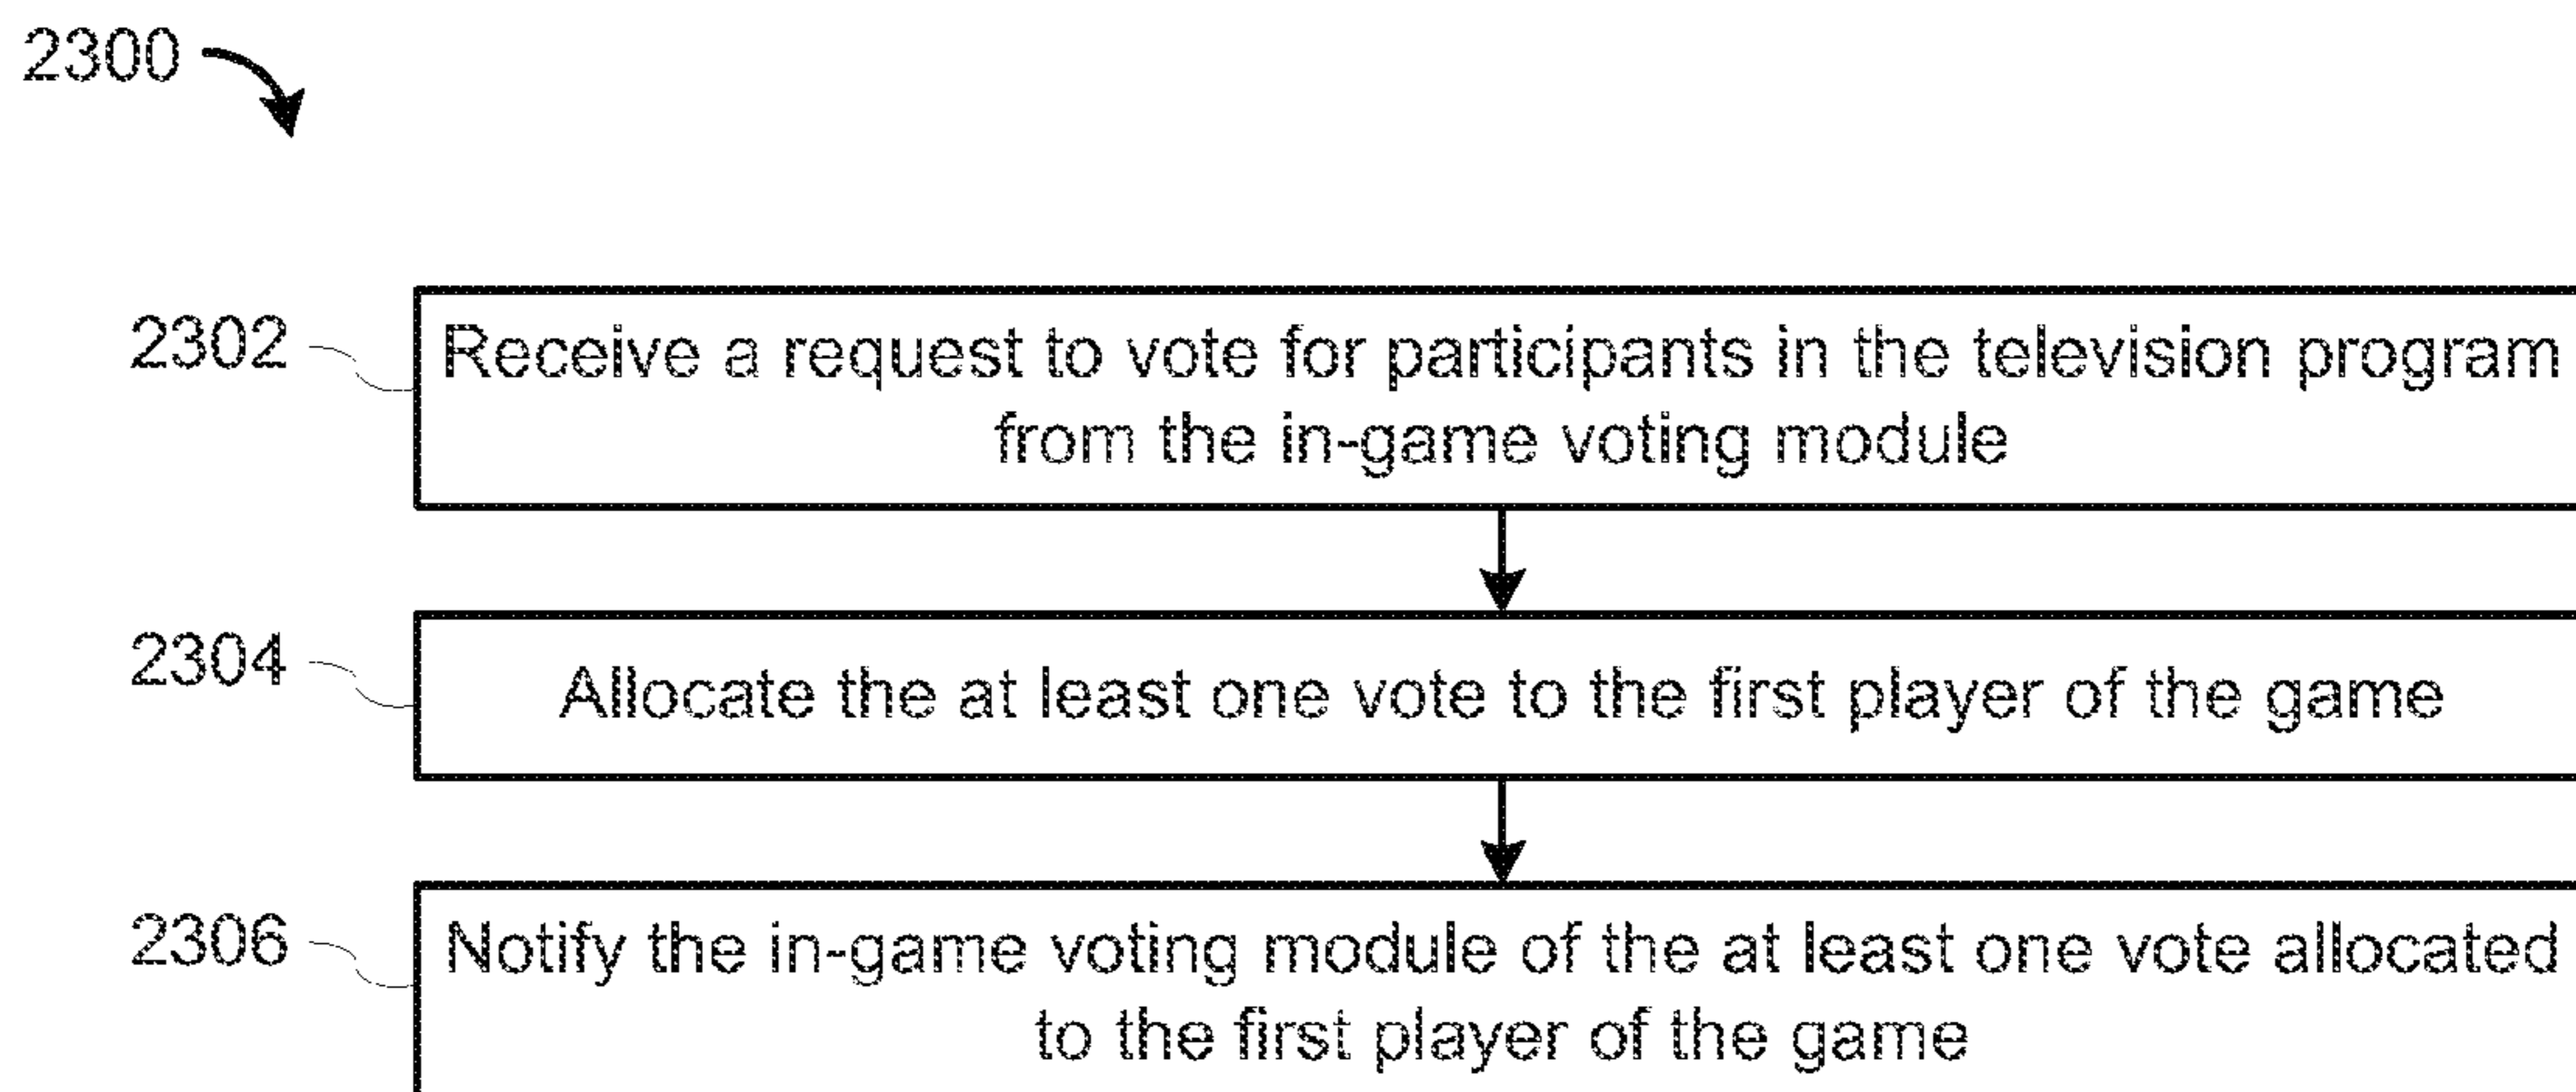 2300
2302
Receive a request to vote for participants in the television program
from the in-game voting module
2304
Allocate the at least one vote to the first player of the game
2306
Notify the in-game voting module of the at least one vote allocated
to the first player of the game